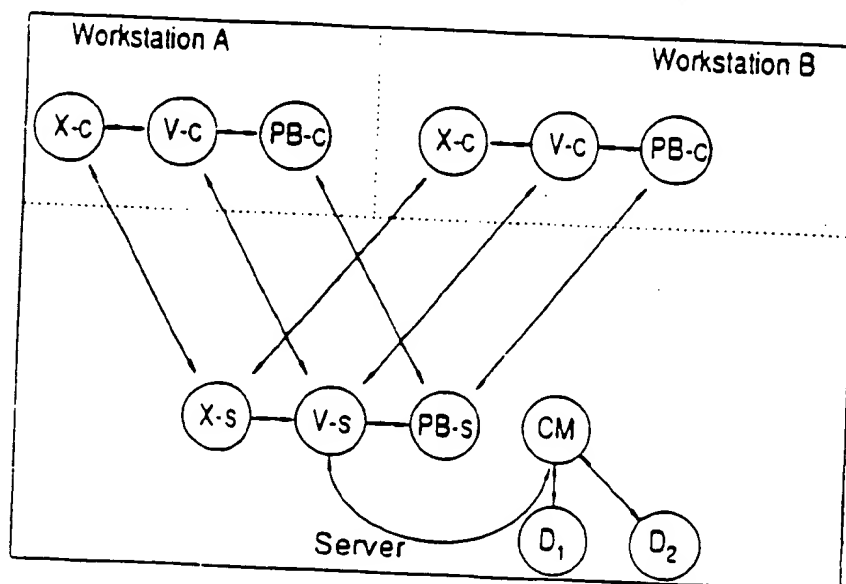 Workstation A
Workstation B
X-c V-c PB-c X-c V-c PB-c
X-s V-s PB-s CM
Server D₁ D₂